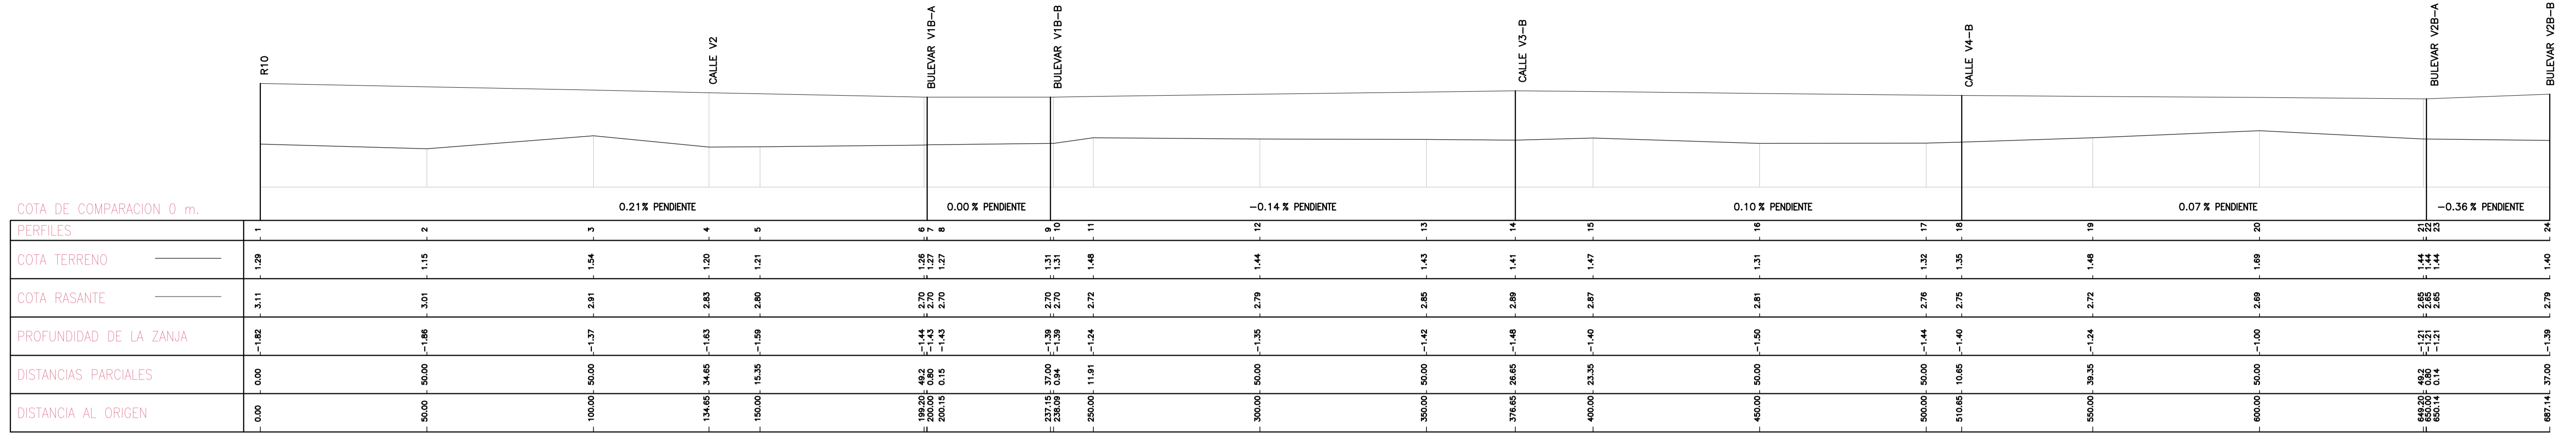 R10
CALLE V2
BULEVAR V1B-A
BULEVAR V1B-B
CALLE V3-B
CALLE V4-B
BULEVAR V2B-A
BULEVAR V2B-B
COTA DE COMPARACION 0 m.
0.21% PENDIENTE
0.00 % PENDIENTE
-0.14 % PENDIENTE
0.10 % PENDIENTE
0.07 % PENDIENTE
-0.36 % PENDIENTE
PERFILES 1 2 3 4 5 6 7 8 9 10 11 12 13 14 15 16 17 18 19 20 21 22 23 24
COTA TERRENO 1.29 1.15 1.54 1.20 1.21 1.26 1.27 1.27 1.31 1.31 1.48 1.44 1.43 1.41 1.47 1.31 1.32 1.35 1.48 1.69 1.44 1.44 1.44 1.40
COTA RASANTE 3.11 3.01 2.91 2.83 2.80 2.70 2.70 2.70 2.70 2.70 2.72 2.79 2.85 2.89 2.87 2.81 2.76 2.75 2.72 2.69 2.65 2.65 2.65 2.79
PROFUNDIDAD DE LA ZANJA -1.82 -1.86 -1.37 -1.63 -1.59 -1.44 -1.43 -1.43 -1.39 -1.39 -1.24 -1.35 -1.42 -1.48 -1.40 -1.50 -1.44 -1.40 -1.24 -1.00 -1.21 -1.21 -1.21 -1.39
DISTANCIAS PARCIALES 0.00 50.00 50.00 34.65 15.35 49.2 0.80 0.15 37.00 0.94 11.91 50.00 50.00 26.65 23.35 50.00 50.00 10.65 39.35 50.00 49.2 0.80 0.14 37.00
DISTANCIA AL ORIGEN 0.00 50.00 100.00 134.65 150.00 199.20 200.00 200.15 237.15 238.09 250.00 300.00 350.00 376.65 400.00 450.00 500.00 510.65 550.00 600.00 649.20 650.00 650.14 687.14